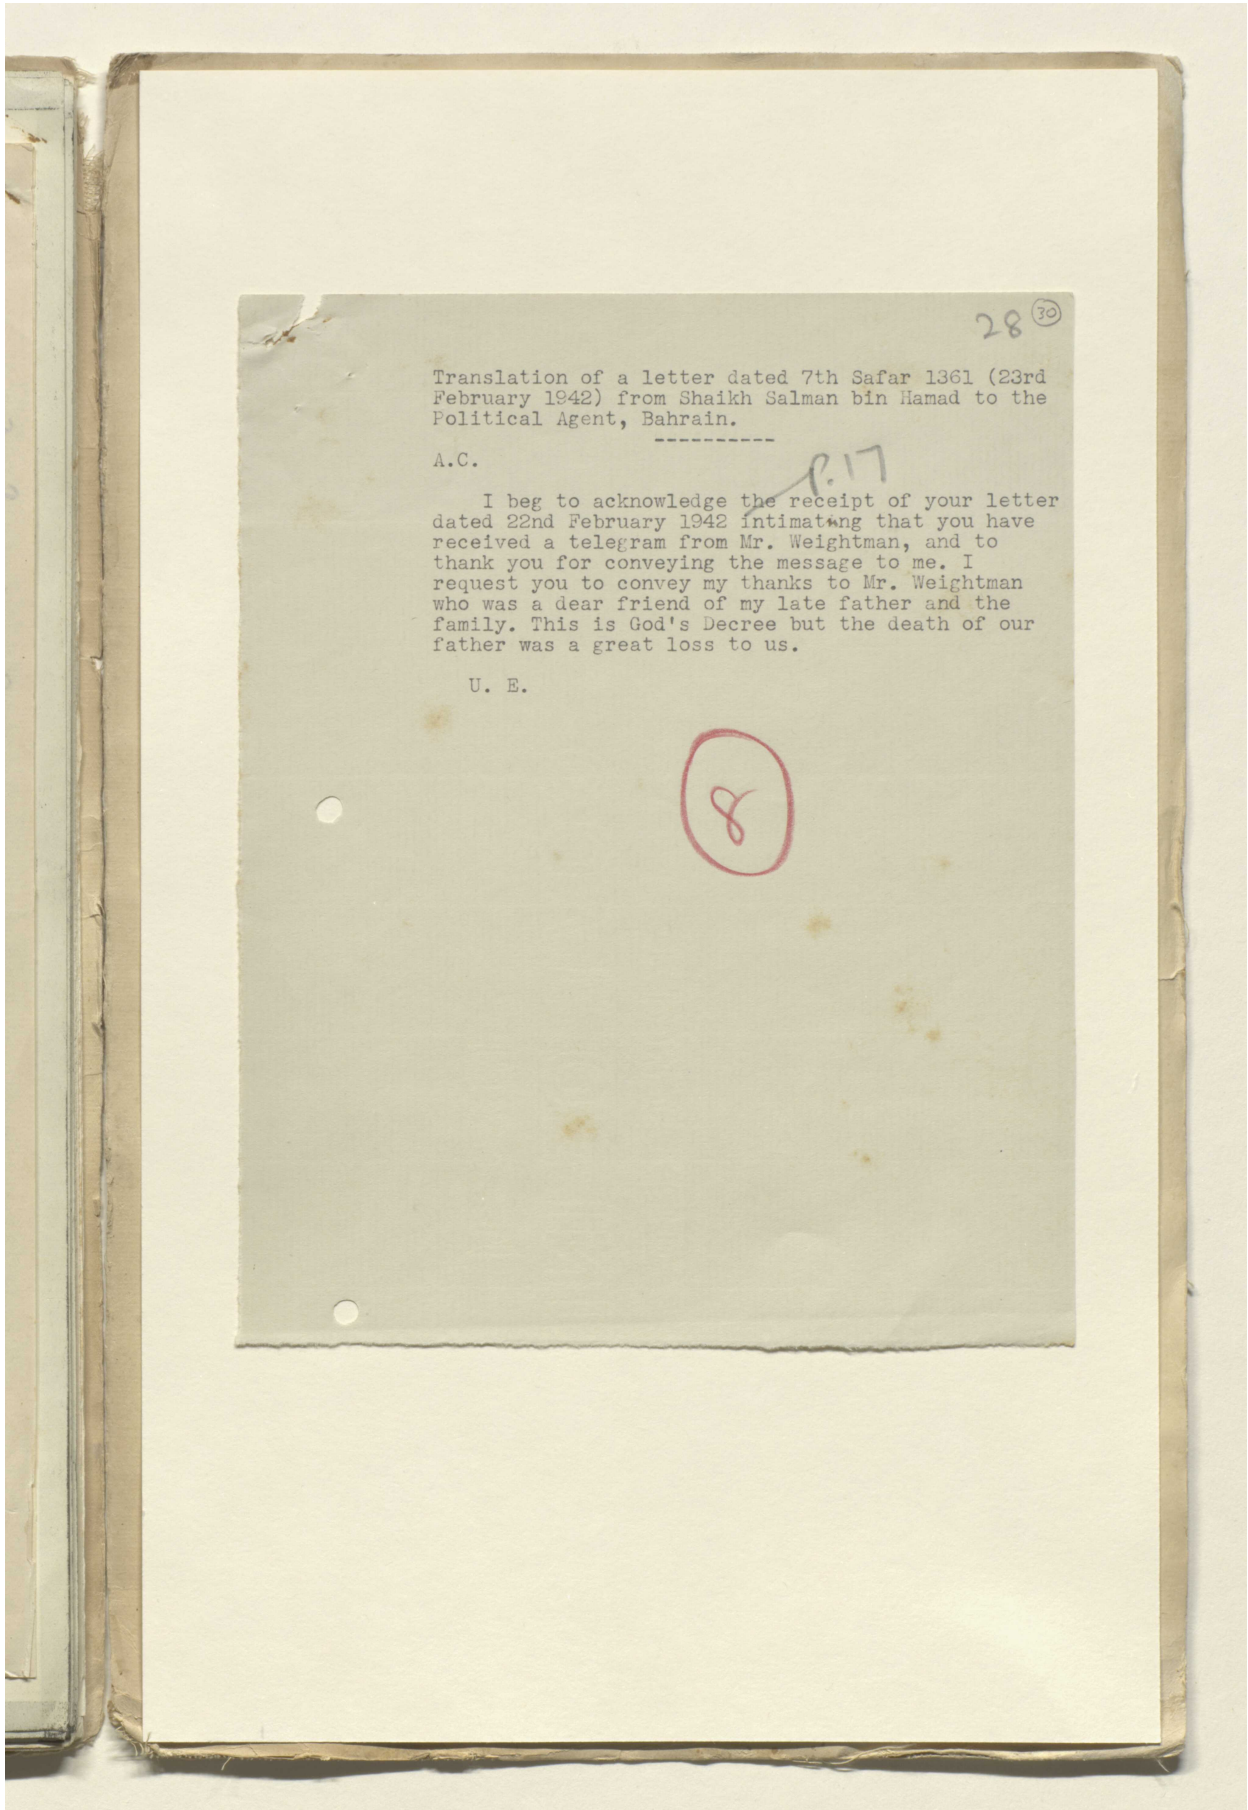 28 30
Translation of a letter dated 7th Safar 1361 (23rd
February 1942) from Shaikh Salman bin Hamad to the
Political Agent, Bahrain.
----------
A.C.
P.17
I beg to acknowledge the receipt of your letter
dated 22nd February 1942 intimating that you have
received a telegram from Mr. Weightman, and to
thank you for conveying the message to me. I
request you to convey my thanks to Mr. Weightman
who was a dear friend of my late father and the
family. This is God's Decree but the death of our
father was a great loss to us.
U. E.
8